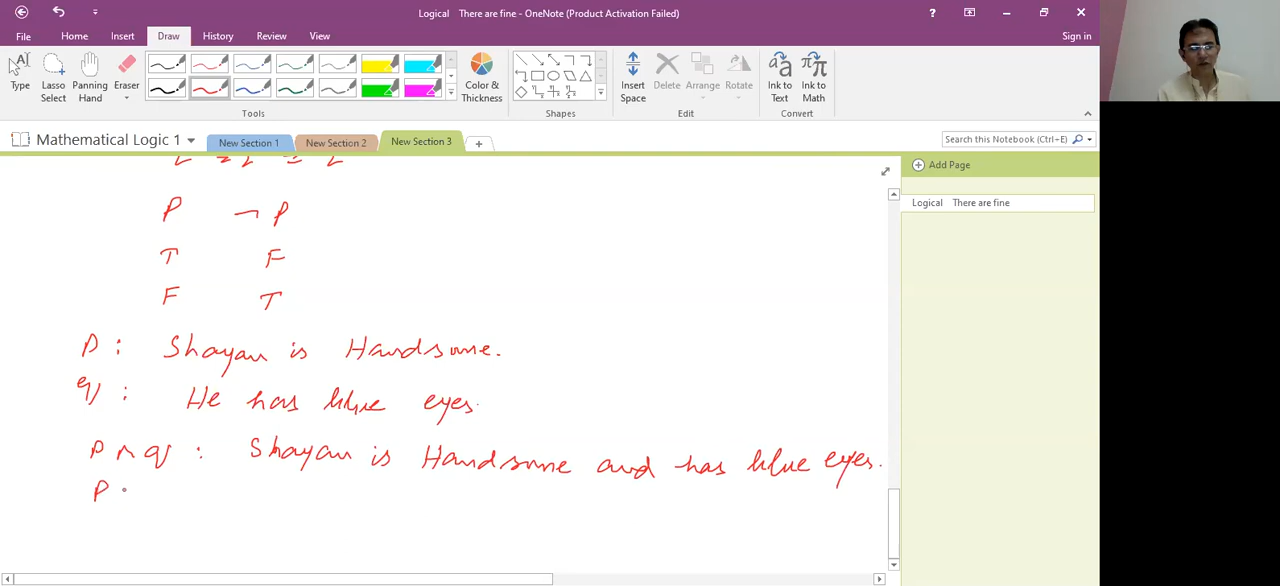 Logical There are fine - OneNote (Product Activation Failed)
File Home Insert Draw History Review View Sign in
Type Lasso Select Panning Hand Eraser Color & Thickness Insert Space Delete Arrange Rotate Ink to Text Ink to Math
Tools Shapes Edit Convert
Mathematical Logic 1 New Section 1 New Section 2 New Section 3 Search this Notebook (Ctrl+E)
Add Page
Logical There are fine
P ¬ P
T F
F T
P : Shayan is Handsome.
q : He has blue eyes.
P ∧ q : Shayan is Handsome and has blue eyes.
P